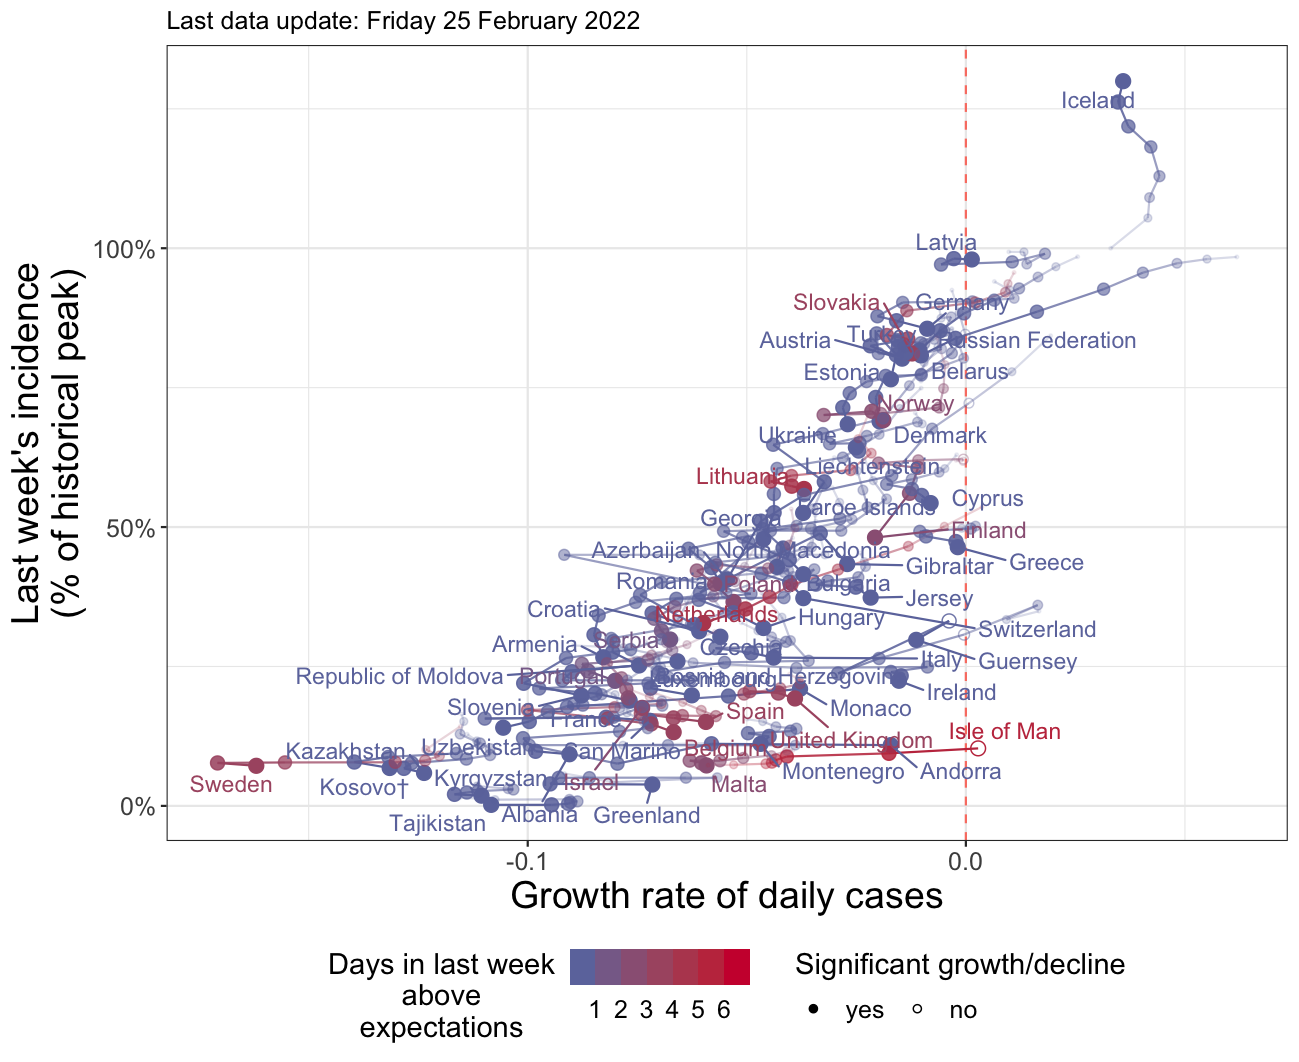 Last data update: Friday 25 February 2022
Last week's incidence
(% of historical peak)
100%
50%
0%
Iceland
Latvia
Slovakia
Germany
Austria
Turkey
Russian Federation
Estonia
Belarus
Norway
Ukraine
Denmark
Liechtenstein
Lithuania
Cyprus
Faroe Islands
Georgia
Finland
Azerbaijan
North Macedonia
Greece
Gibraltar
Romania
Poland
Bulgaria
Jersey
Croatia
Netherlands
Hungary
Switzerland
Armenia
Serbia
Czechia
Italy
Guernsey
Republic of Moldova
Portugal
Luxembourg
Bosnia and Herzegovina
Ireland
Slovenia
France
Spain
Monaco
Isle of Man
Kazakhstan
Uzbekistan
San Marino
Belgium
United Kingdom
Sweden
Kosovo†
Kyrgyzstan
Israel
Malta
Montenegro
Andorra
Tajikistan
Albania
Greenland
-0.1
0.0
Growth rate of daily cases
Days in last week
above
expectations
1 2 3 4 5 6
Significant growth/decline
yes
no